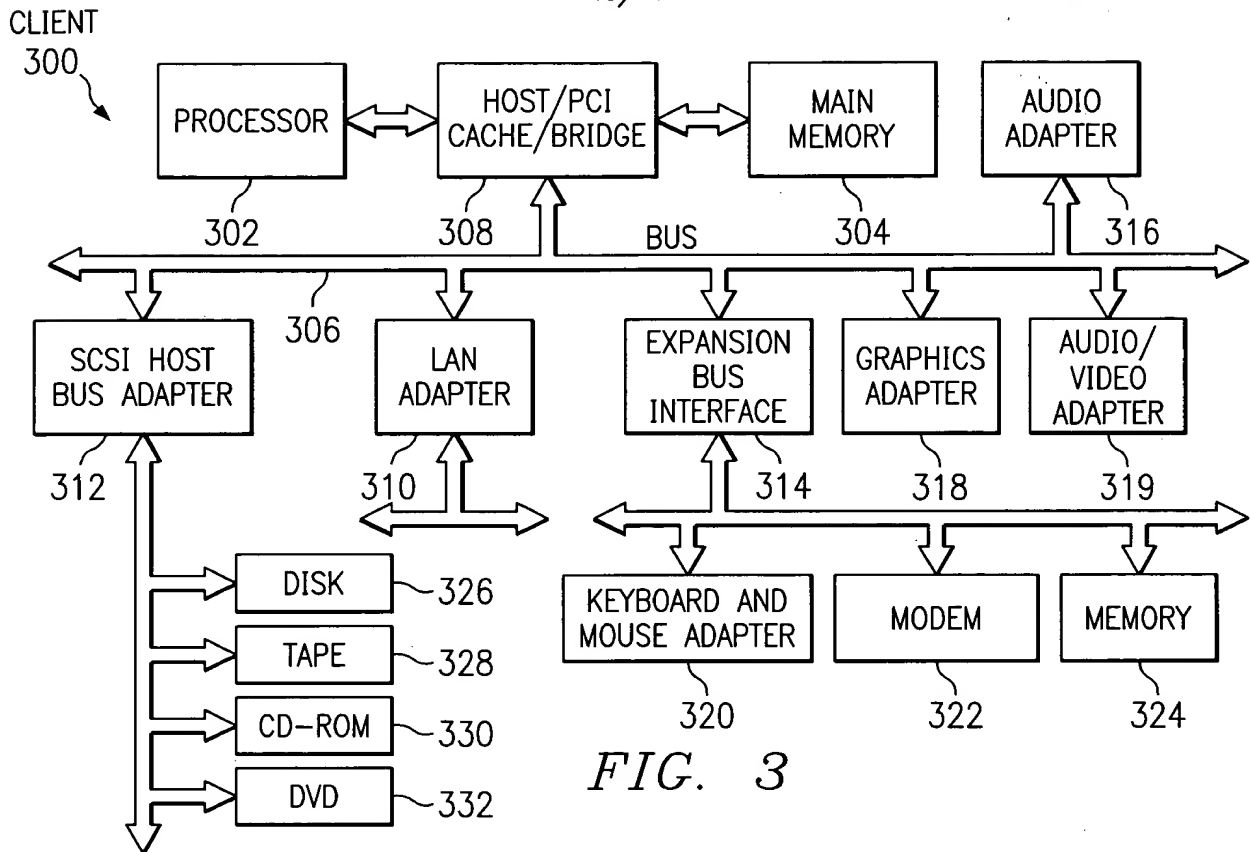 CLIENT
300
PROCESSOR
HOST/PCI
CACHE/BRIDGE
MAIN
MEMORY
AUDIO
ADAPTER
302
308
BUS
304
316
306
SCSI HOST
BUS ADAPTER
LAN
ADAPTER
EXPANSION
BUS
INTERFACE
GRAPHICS
ADAPTER
AUDIO/
VIDEO
ADAPTER
312
310
314
318
319
DISK
326
TAPE
328
CD-ROM
330
DVD
332
KEYBOARD AND
MOUSE ADAPTER
MODEM
MEMORY
320
322
324
FIG. 3